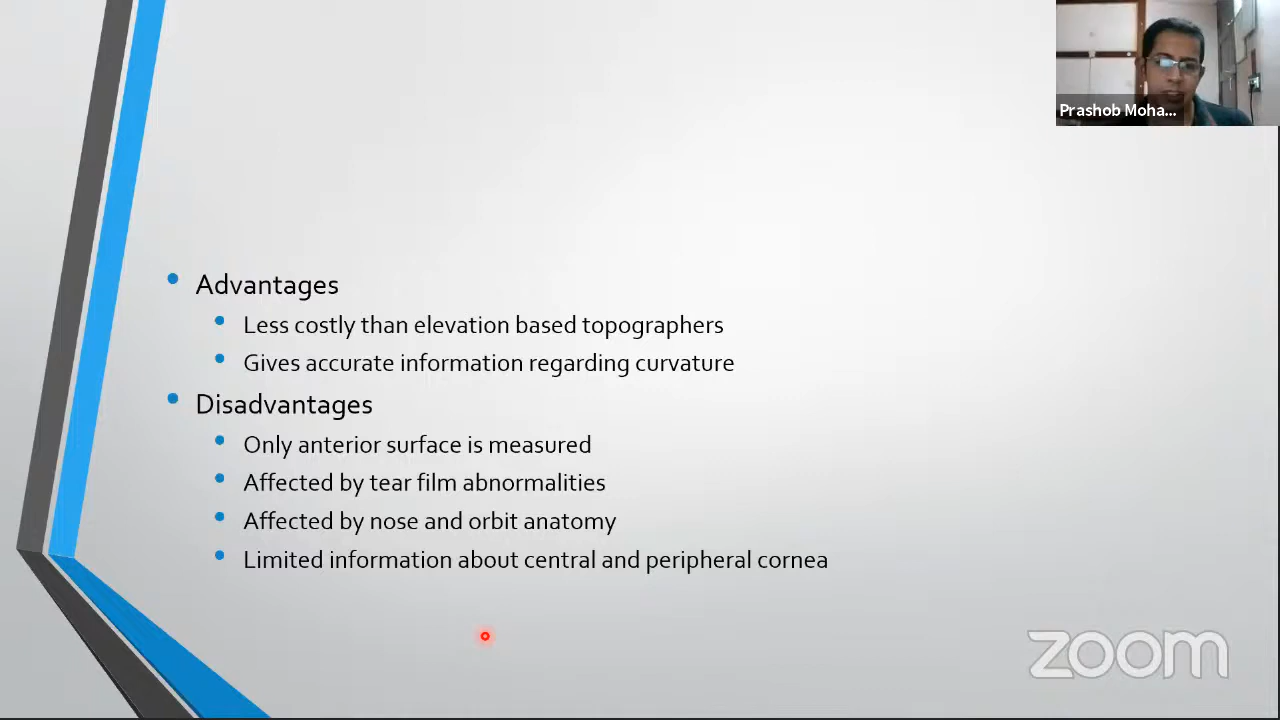 Prashob Moha...
Advantages
Less costly than elevation based topographers
Gives accurate information regarding curvature
Disadvantages
Only anterior surface is measured
Affected by tear film abnormalities
Affected by nose and orbit anatomy
Limited information about central and peripheral cornea
zoom